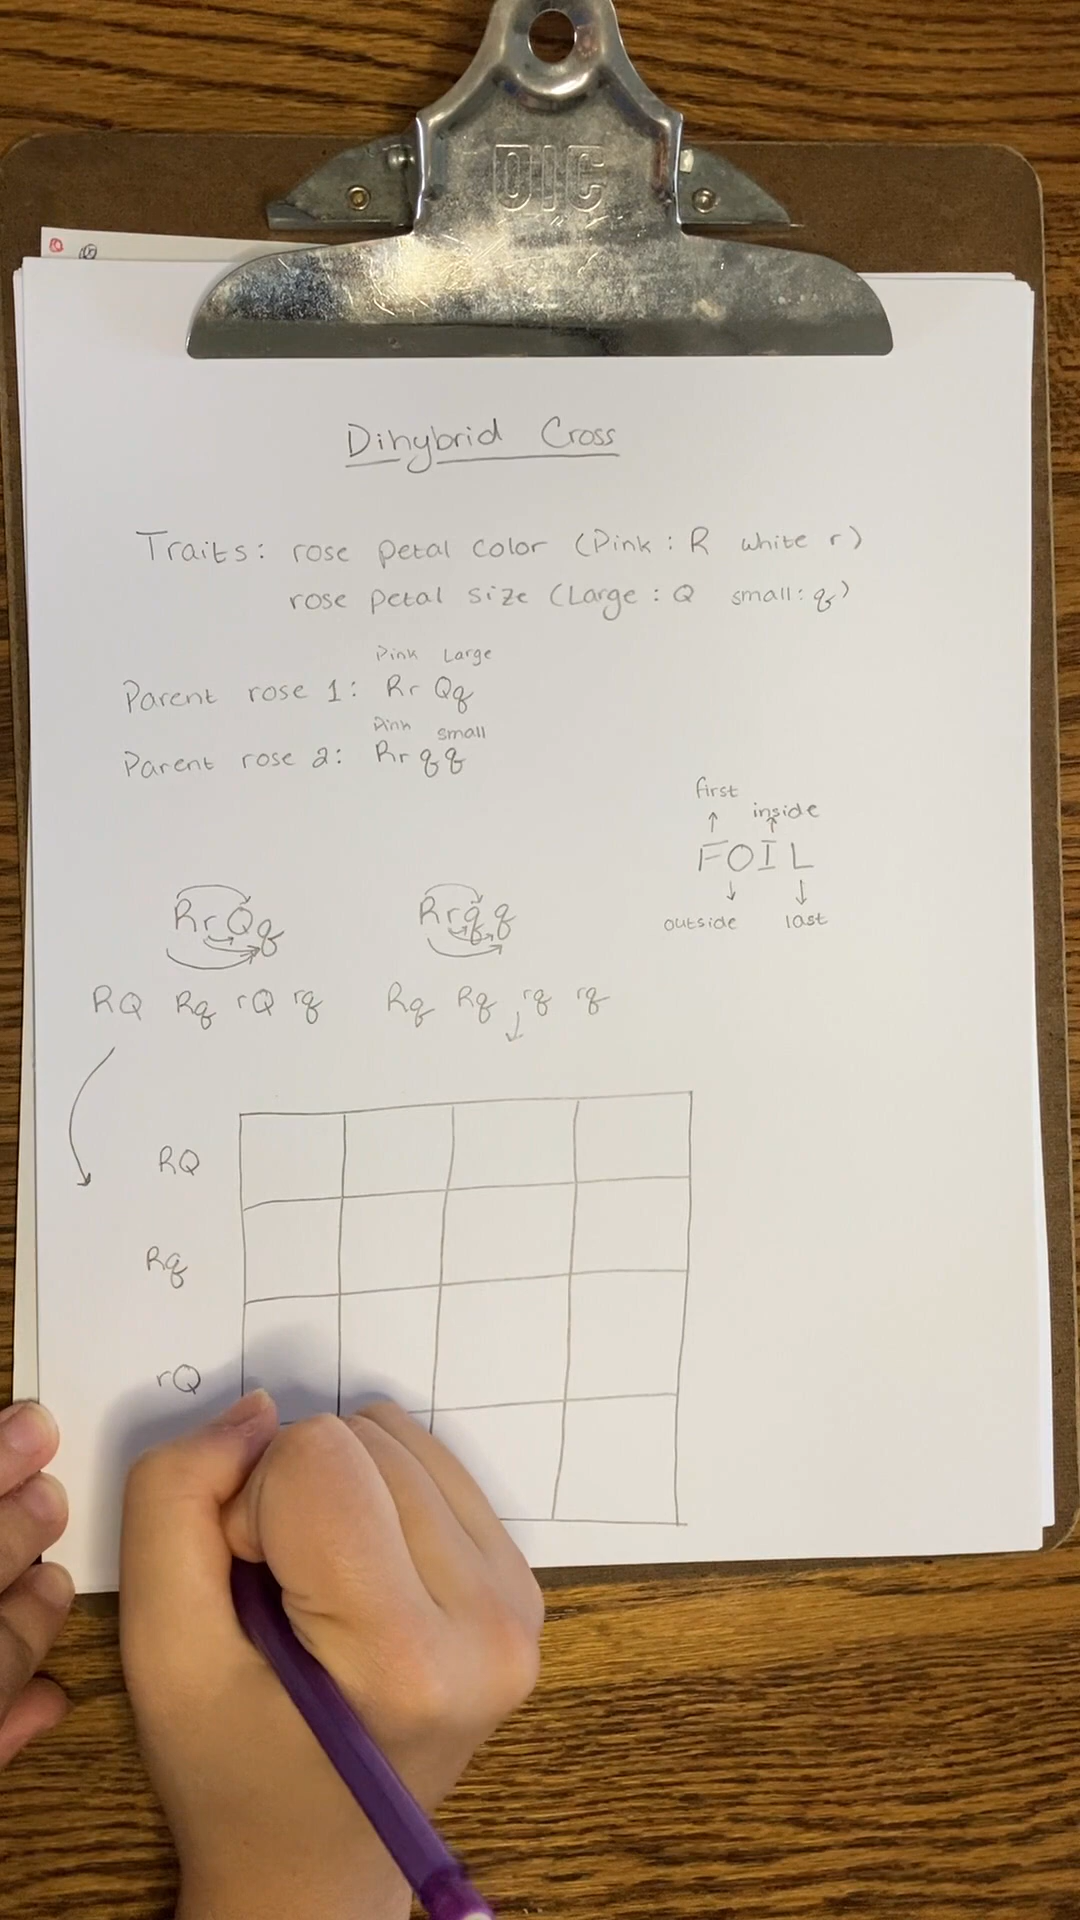 OIC
Dihybrid Cross
Traits: rose petal color (Pink: R white r)
rose petal size (Large: Q small: q)
Pink Large
Parent rose 1: Rr Qq
Pink small
Parent rose 2: Rr qq
first
inside
FOIL
outside last
RrQq Rrqq
RQ Rq rQ rq Rq Rq rq rq
RQ
Rq
rQ